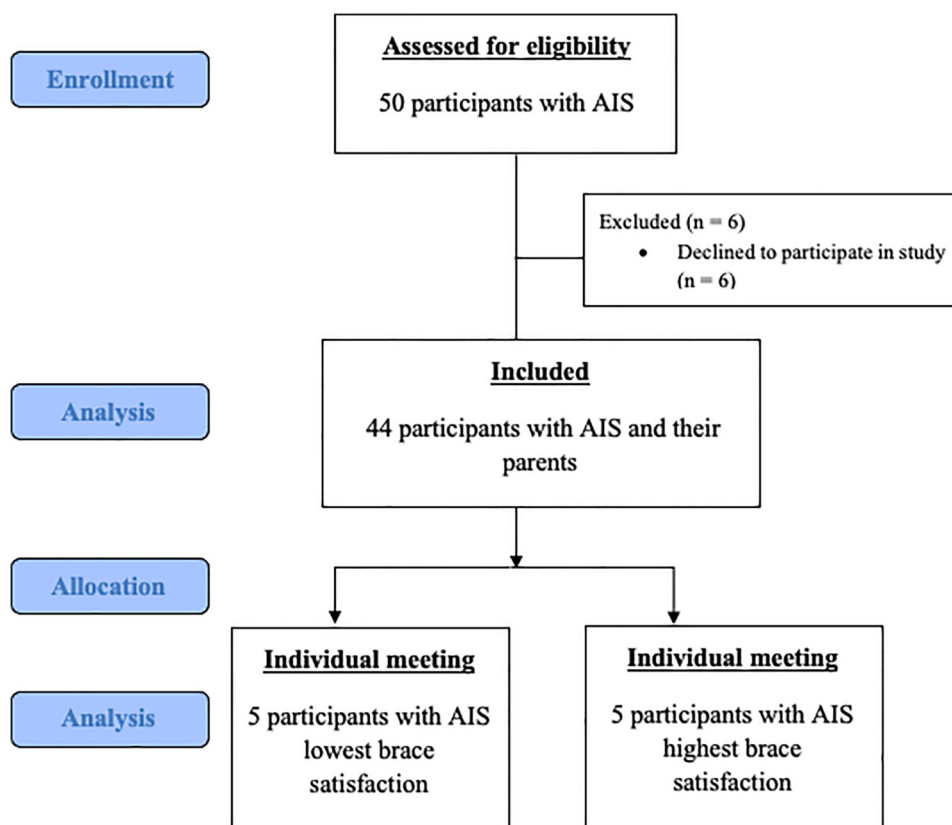 Enrollment
Assessed for eligibility
50 participants with AIS
Excluded (n = 6)
• Declined to participate in study
(n = 6)
Analysis
Included
44 participants with AIS and their
parents
Allocation
Analysis
Individual meeting
5 participants with AIS
lowest brace
satisfaction
Individual meeting
5 participants with AIS
highest brace
satisfaction